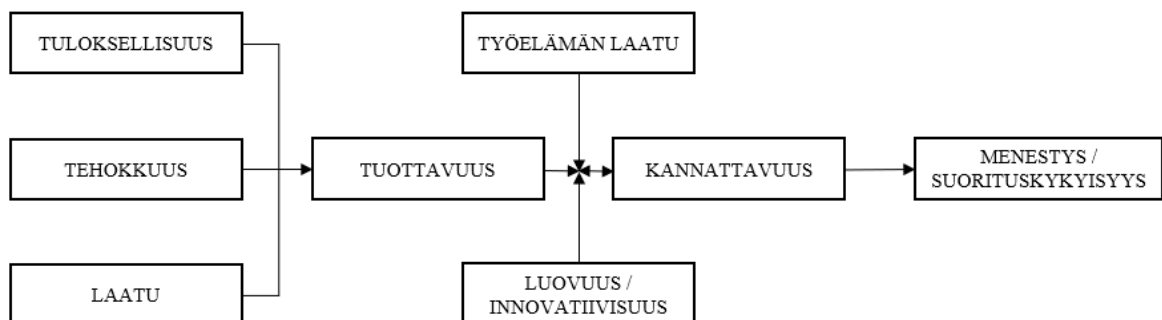 TULOKSELLISUUS
TYÖELÄMÄN LAATU
TEHOKKUUS
TUOTTAVUUS
KANNATTAVUUS
MENESTYS /
SUORITUSKYKYISYYS
LAATU
LUOVUUS /
INNOVATIIVISUUS